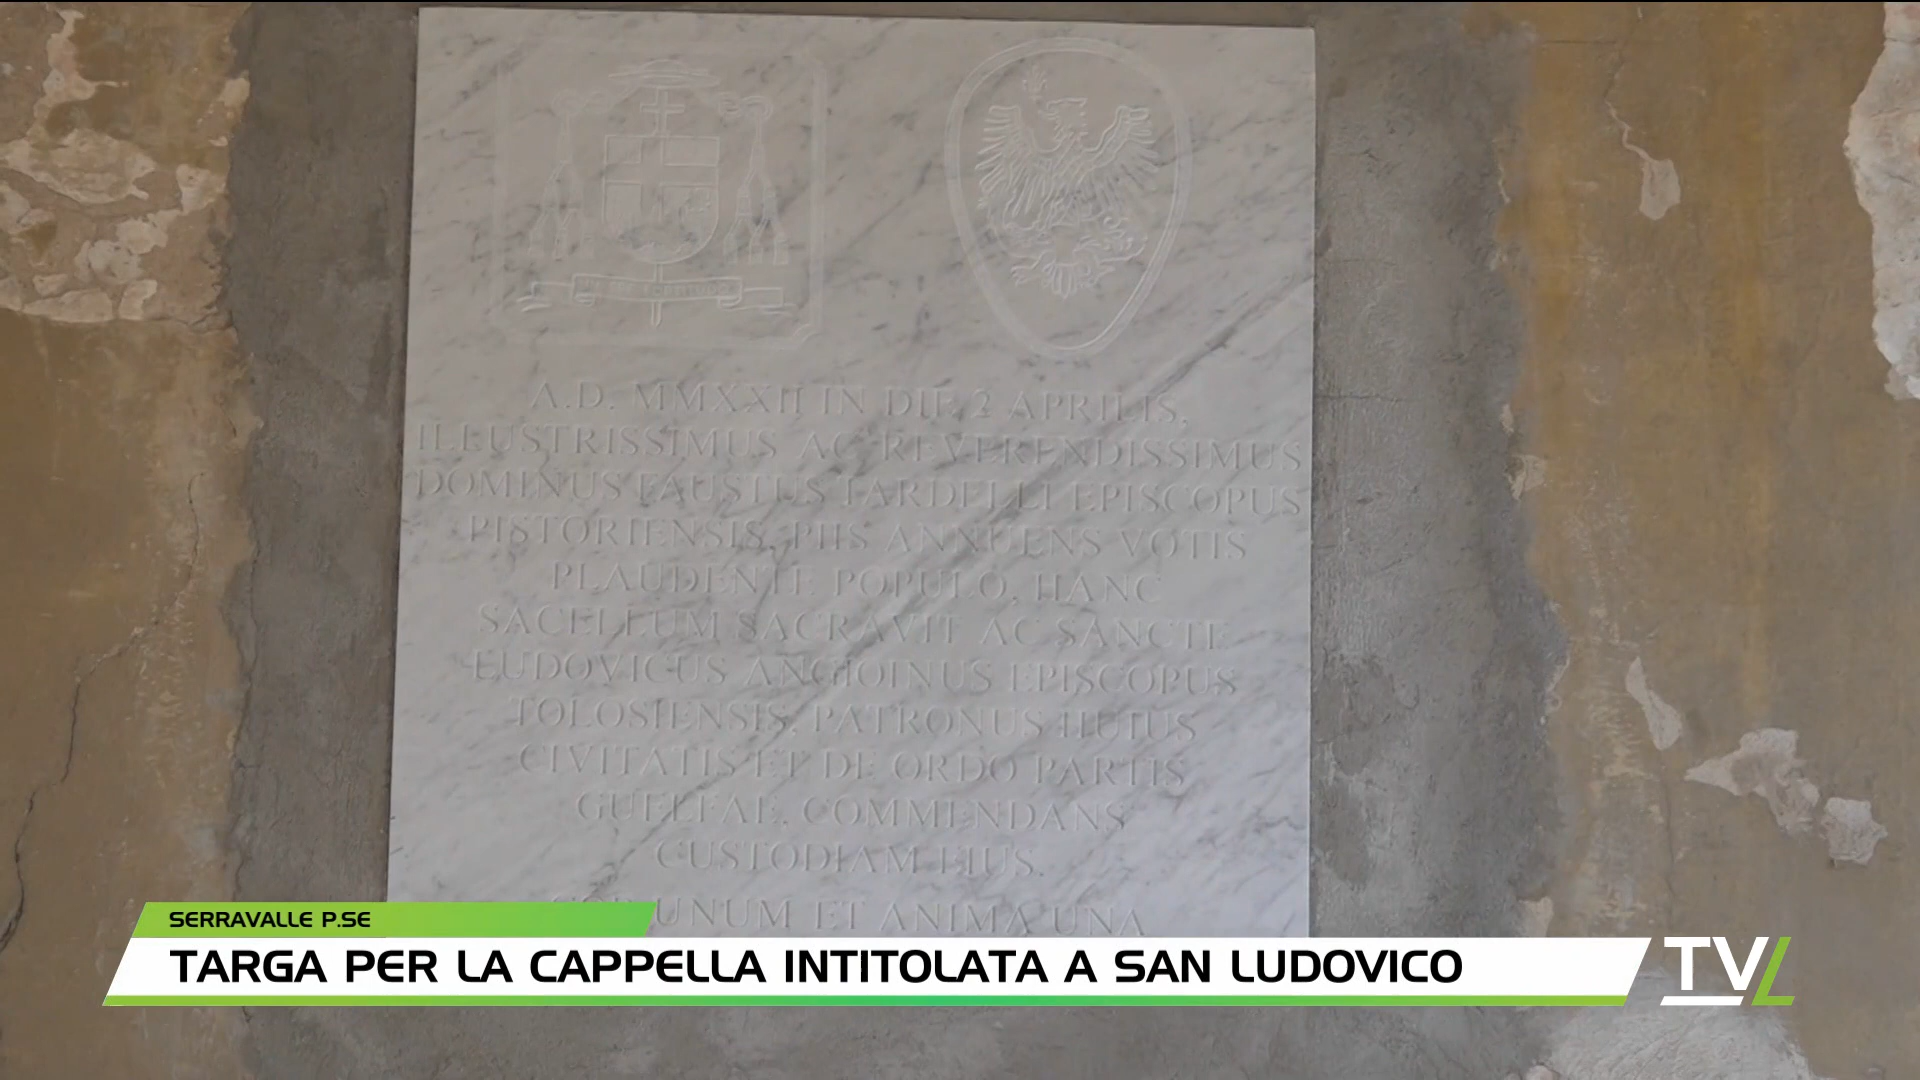 A.D. MMXXII IN DIE 2 APRILIS,
ILLUSTRISSIMUS AC REVERENDISSIMUS
DOMINUS FAUSTUS TARDELLI EPISCOPUS
PISTORIENSIS, PIIS ANNUENS VOTIS
PLAUDENTE POPULO, HANC
SACELLUM SACRAVIT AC SANCTE
LUDOVICUS ANGIOINUS EPISCOPUS
TOLOSIENSIS, PATRONUS HUIUS
CIVITATIS ET DE ORDO PARTIS
GUELFAE, COMMENDANS
CUSTODIAM EIUS.
COR UNUM ET ANIMA UNA
SERRAVALLE P.SE
TARGA PER LA CAPPELLA INTITOLATA A SAN LUDOVICO
TVL